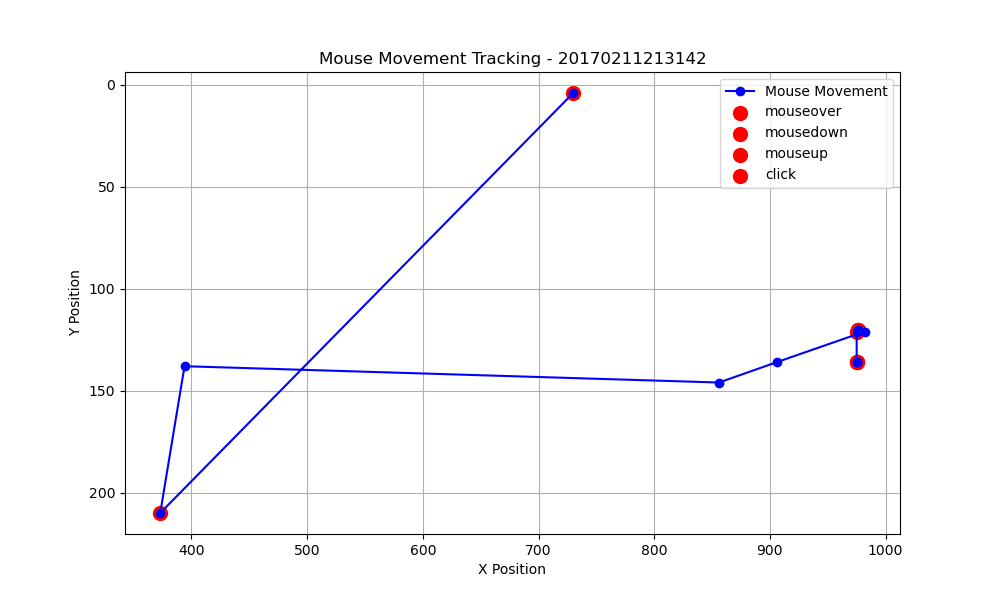 Mouse Movement Tracking - 20170211213142
Mouse Movement
mouseover
mousedown
mouseup
click
0
50
100
150
200
Y Position
400
500
600
700
800
900
1000
X Position